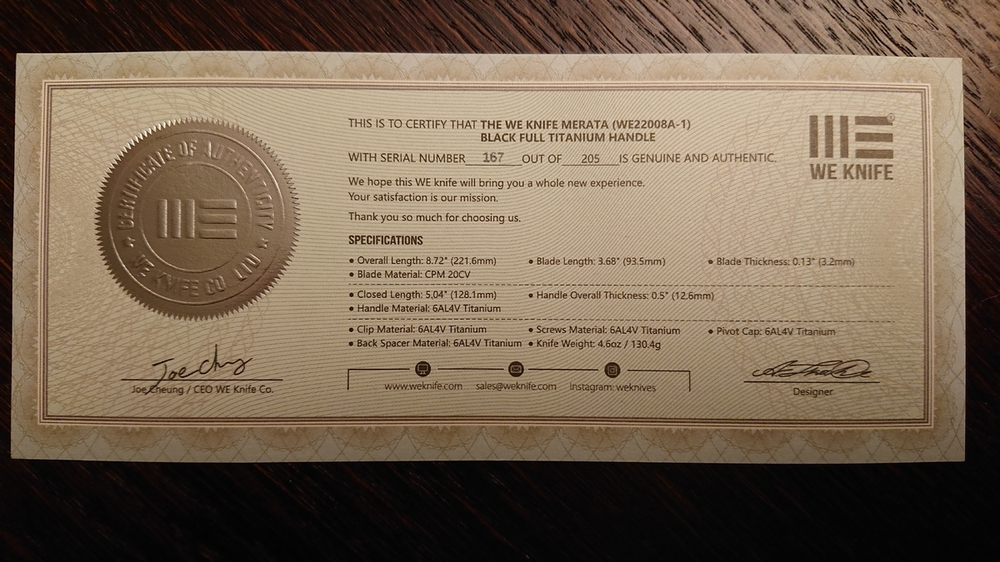 CERTIFICATE OF AUTHENTICITY
WE KNIFE CO., LTD
THIS IS TO CERTIFY THAT THE WE KNIFE MERATA (WE22008A-1)
BLACK FULL TITANIUM HANDLE
WITH SERIAL NUMBER 167 OUT OF 205 IS GENUINE AND AUTHENTIC.
WE KNIFE
We hope this WE knife will bring you a whole new experience.
Your satisfaction is our mission.
Thank you so much for choosing us.
SPECIFICATIONS
• Overall Length: 8.72" (221.6mm) • Blade Length: 3.68" (93.5mm) • Blade Thickness: 0.13" (3.2mm)
• Blade Material: CPM 20CV
• Closed Length: 5.04" (128.1mm) • Handle Overall Thickness: 0.5" (12.6mm)
• Handle Material: 6AL4V Titanium
• Clip Material: 6AL4V Titanium • Screws Material: 6AL4V Titanium • Pivot Cap: 6AL4V Titanium
• Back Spacer Material: 6AL4V Titanium • Knife Weight: 4.6oz / 130.4g
Joe Cheung / CEO WE Knife Co.
www.weknife.com sales@weknife.com Instagram: weknives
Designer